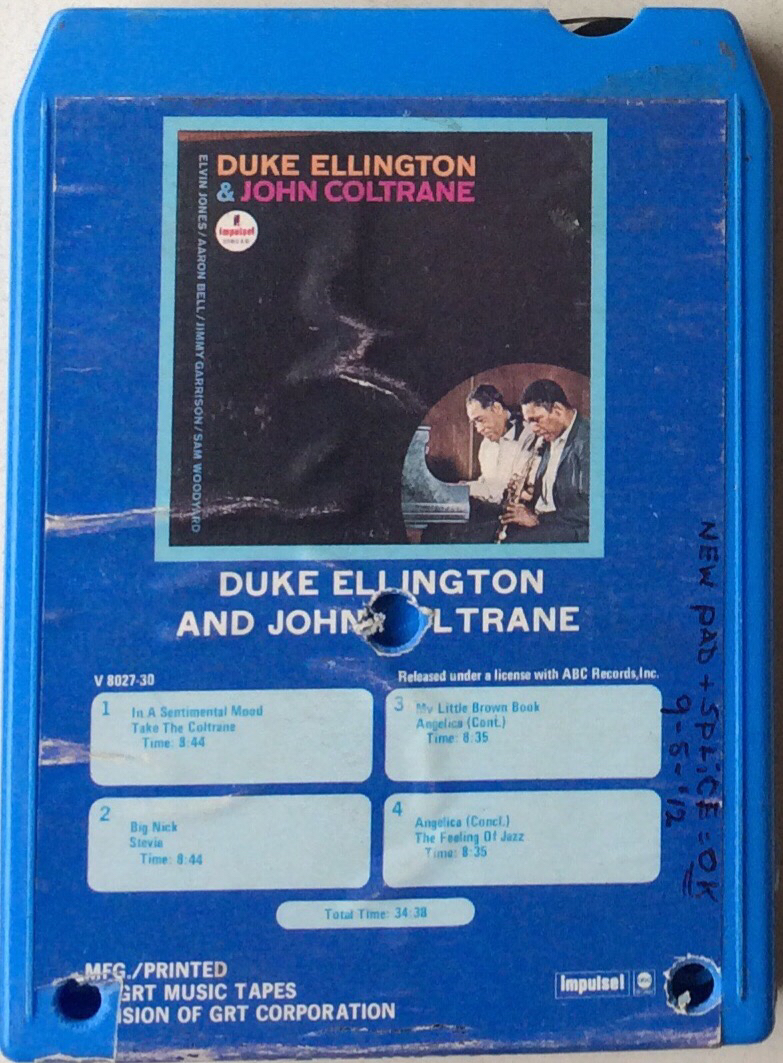 DUKE ELLINGTON
& JOHN COLTRANE
impulse!
ELVIN JONES/AARON BELL/JIMMY GARRISON/SAM WOODYARD
DUKE ELLINGTON
AND JOHN LTRANE
V 8027-30
Released under a license with ABC Records,Inc.
1
In A Sentimental Mood
Take The Coltrane
Time: 8:44
2
Big Nick
Stevie
Time: 8:44
3
My Little Brown Book
Angelica (Cont.)
Time: 8:35
4
Angelica (Concl.)
The Feeling Of Jazz
Time: 8:35
Total Time: 34:38
MFG./PRINTED
GRT MUSIC TAPES
ISION OF GRT CORPORATION
impulse!
NEW PAD + SPLICE = OK
9-5-'12